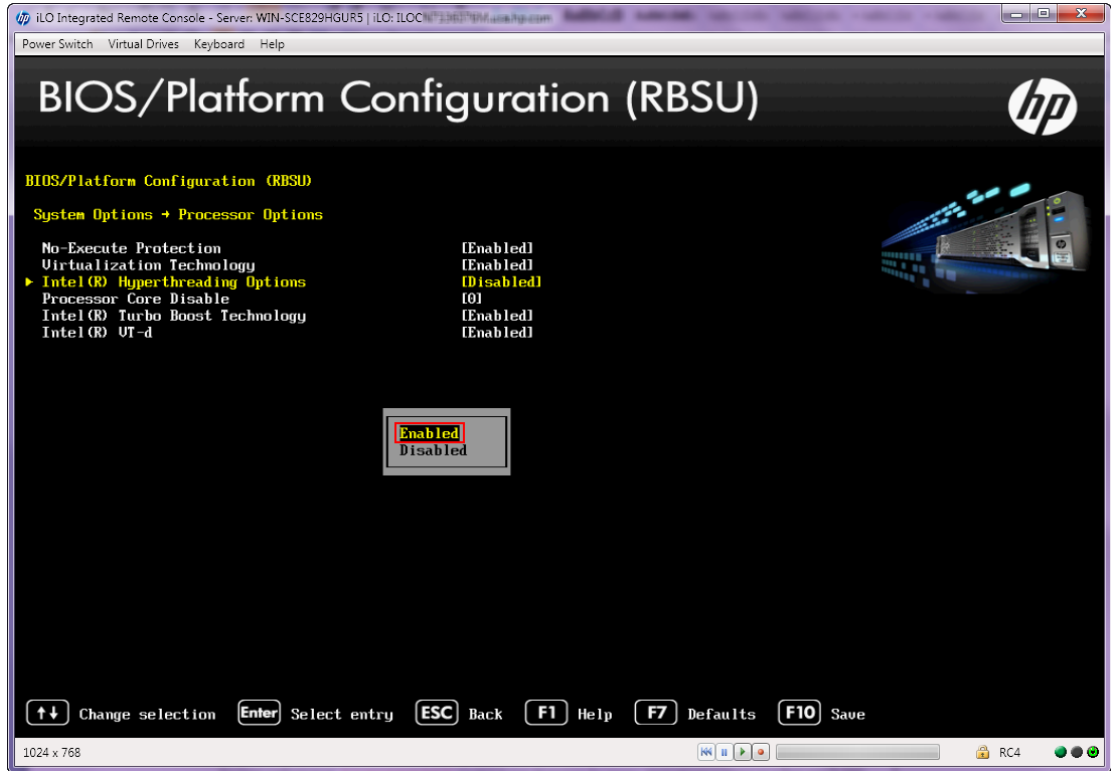 iLO Integrated Remote Console - Server: WIN-SCE829HGUR5 | iLO:
Power Switch Virtual Drives Keyboard Help
BIOS/Platform Configuration (RBSU)
hp
BIOS/Platform Configuration (RBSU)
System Options → Processor Options
No-Execute Protection [Enabled]
Virtualization Technology [Enabled]
Intel(R) Hyperthreading Options [Disabled]
Processor Core Disable [0]
Intel(R) Turbo Boost Technology [Enabled]
Intel(R) VT-d [Enabled]
Enabled
Disabled
↑↓ Change selection Enter Select entry ESC Back F1 Help F7 Defaults F10 Save
1024 x 768 RC4